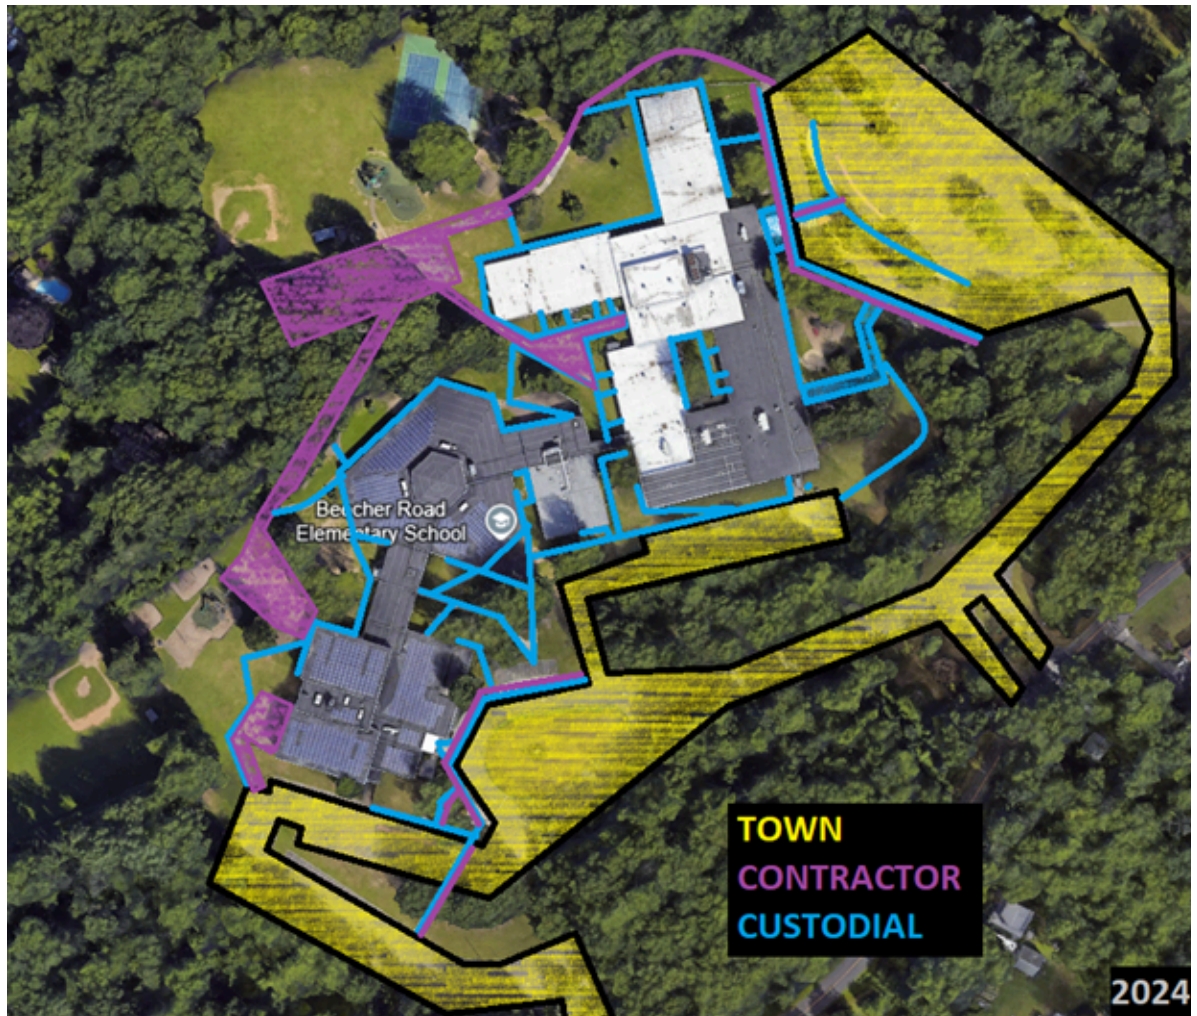 Beecher Road
Elementary School
TOWN
CONTRACTOR
CUSTODIAL
2024